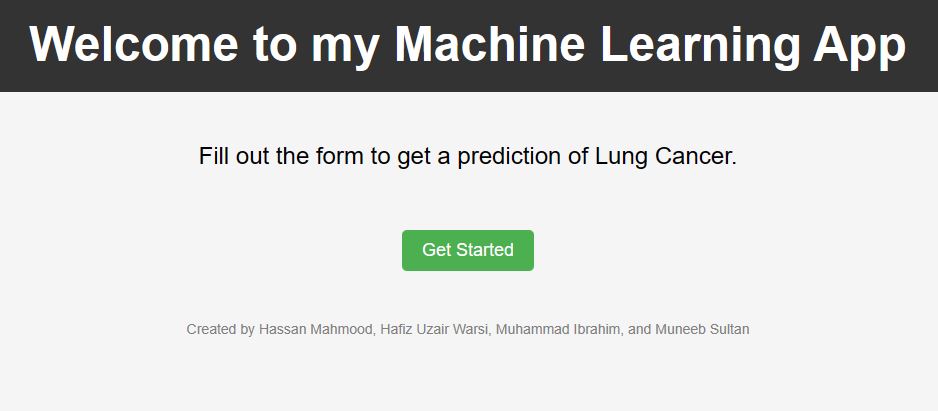 Welcome to my Machine Learning App
Fill out the form to get a prediction of Lung Cancer.
Get Started
Created by Hassan Mahmood, Hafiz Uzair Warsi, Muhammad Ibrahim, and Muneeb Sultan